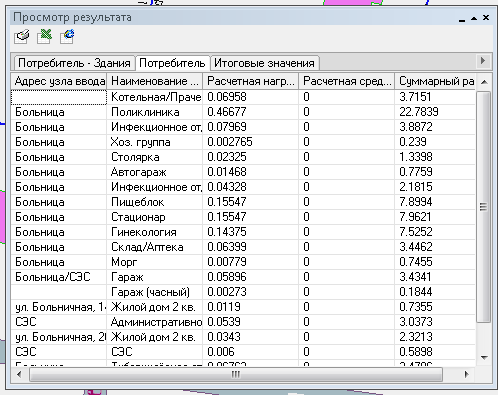 Просмотр результата
Потребитель - Здания Потребитель Итоговые значения
Адрес узла ввода Наименование ... Расчетная нагр... Расчетная сред... Суммарный ра
Котельная/Праче 0.06958 0 3.7151
Больница Поликлиника 0.46677 0 22.7839
Больница Инфекционное от, 0.07969 0 3.8872
Больница Хоз. группа 0.002765 0 0.239
Больница Столярка 0.02325 0 1.3398
Больница Автогараж 0.01468 0 0.7759
Больница Инфекционное от, 0.04328 0 2.1815
Больница Пищеблок 0.15547 0 7.8994
Больница Стационар 0.15547 0 7.9621
Больница Гинекология 0.14375 0 7.5252
Больница Склад/Аптека 0.06399 0 3.4462
Больница Морг 0.00779 0 0.7455
Больница/СЭС Гараж 0.05896 0 3.4341
Гараж (часный) 0.00273 0 0.1844
ул. Больничная, 1 Жилой дом 2 кв. 0.0119 0 0.7355
СЭС Административно 0.0539 0 3.0373
ул. Больничная, 2 Жилой дом 2 кв. 0.0343 0 2.3213
СЭС СЭС 0.006 0 0.5898